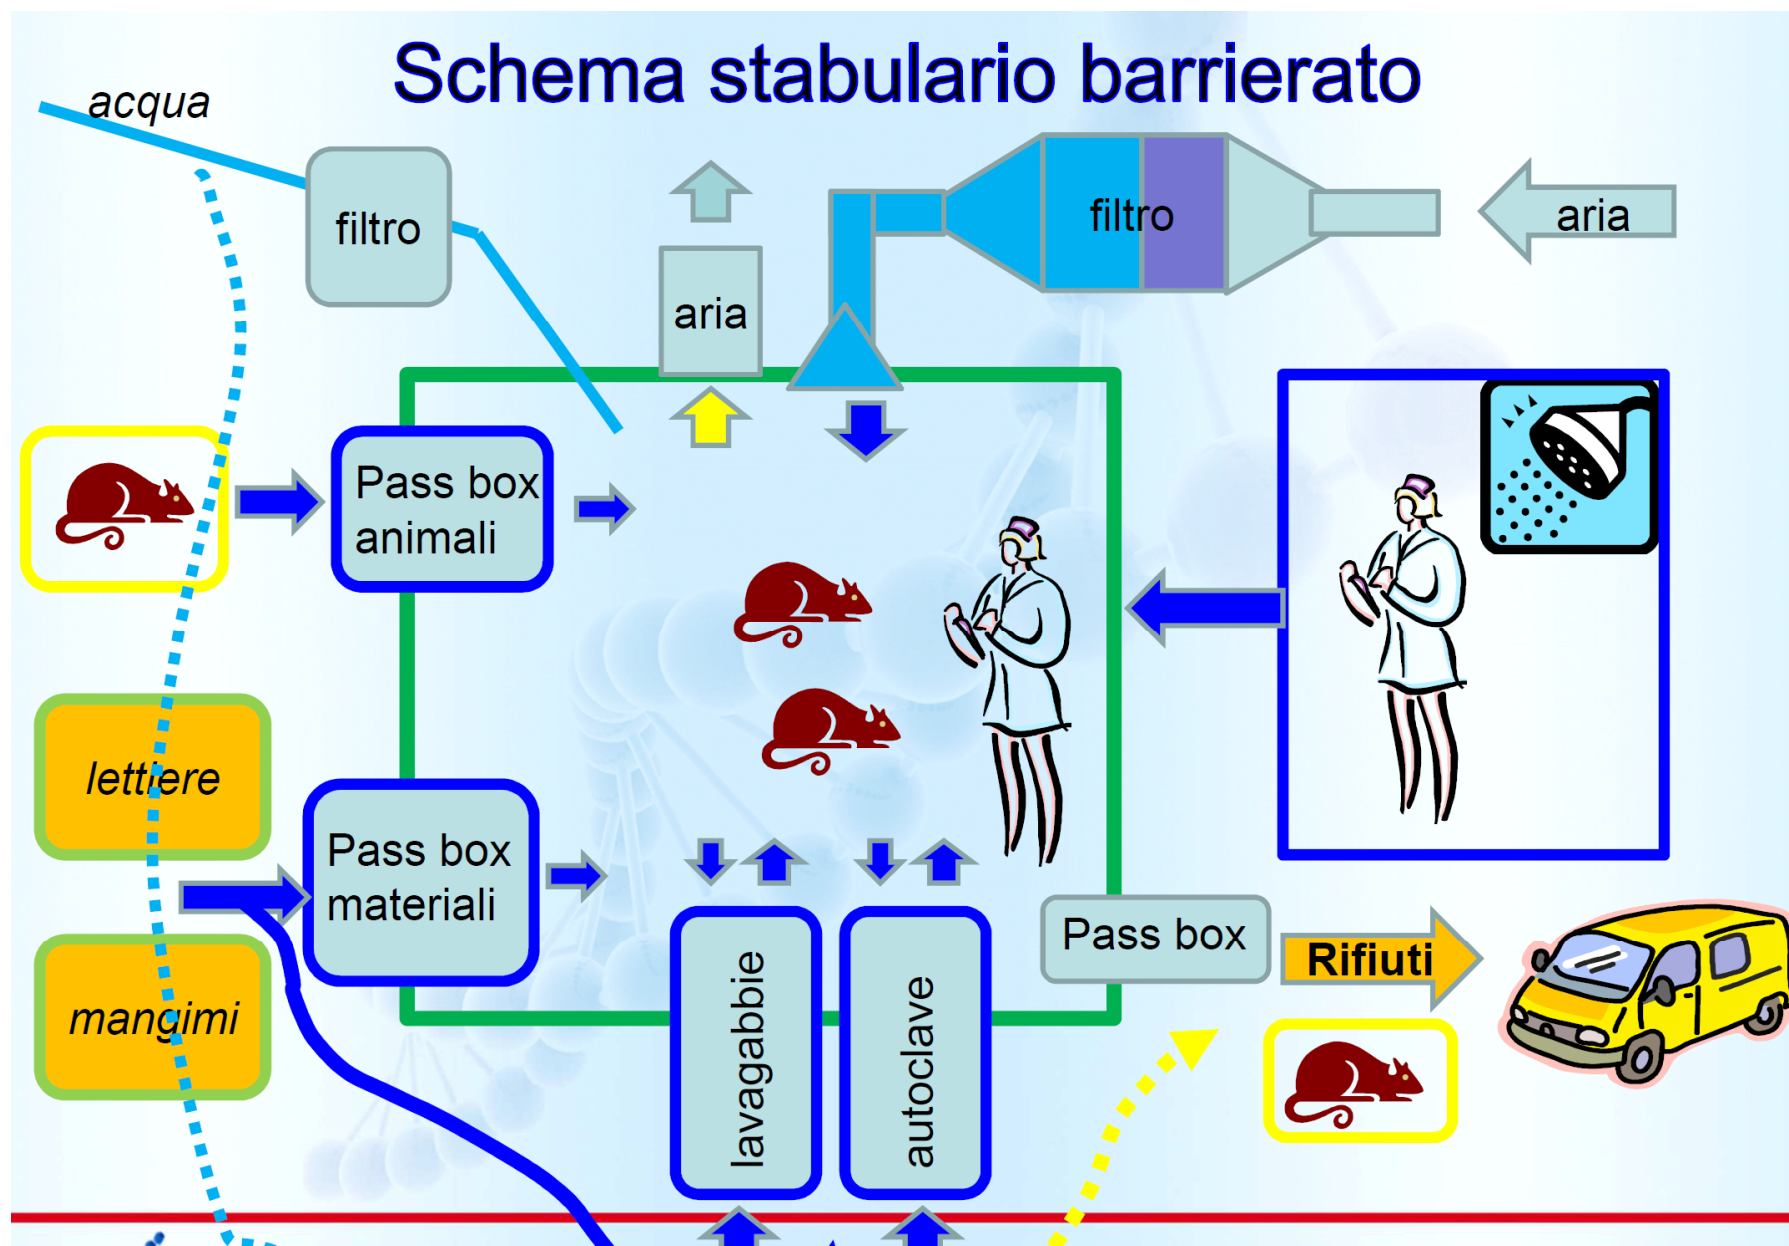 Schema stabulario barrierato
acqua
filtro
filtro
aria
aria
Pass box
animali
lettiere
Pass box
materiali
mangimi
lavagabbie
autoclave
Pass box
Rifiuti